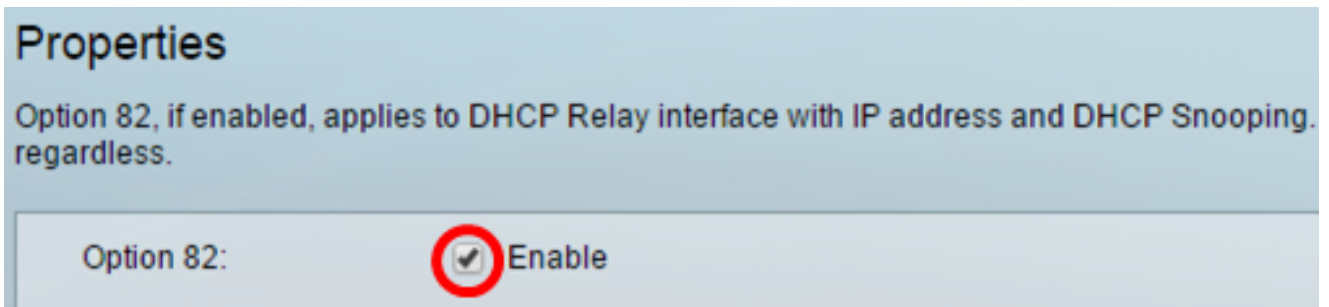 Properties
Option 82, if enabled, applies to DHCP Relay interface with IP address and DHCP Snooping.
regardless.
Option 82: Enable